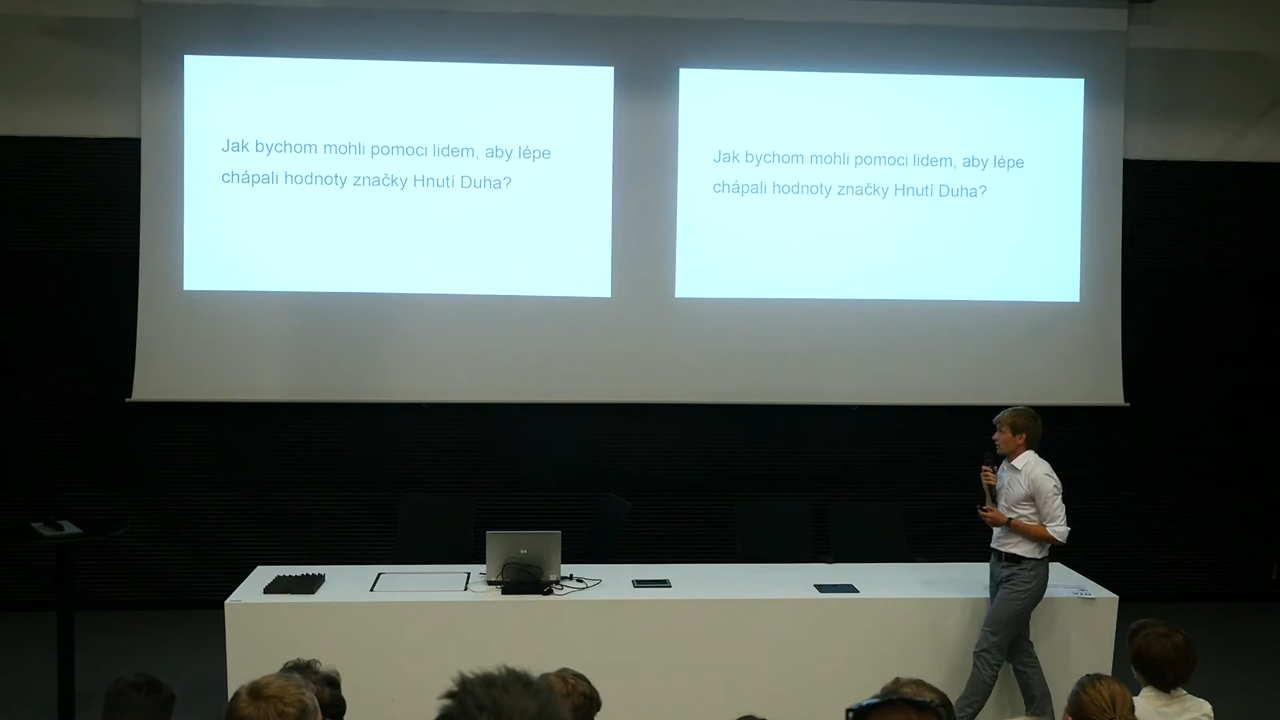 Jak bychom mohli pomoci lidem, aby lépe
chápali hodnoty značky Hnutí Duha?
Jak bychom mohli pomoci lidem, aby lépe
chápali hodnoty značky Hnutí Duha?